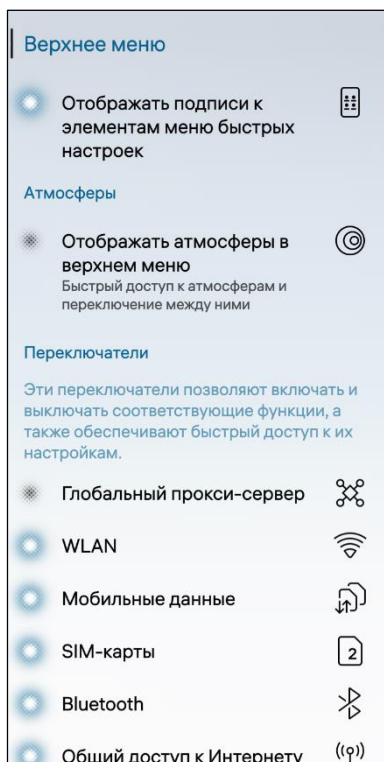 Верхнее меню
Отображать подписи к
элементам меню быстрых
настроек
Атмосферы
Отображать атмосферы в
верхнем меню
Быстрый доступ к атмосферам и
переключение между ними
Переключатели
Эти переключатели позволяют включать и
выключать соответствующие функции, а
также обеспечивают быстрый доступ к их
настройкам.
Глобальный прокси-сервер
WLAN
Мобильные данные
SIM-карты
2
Bluetooth
Общий доступ к Интернету